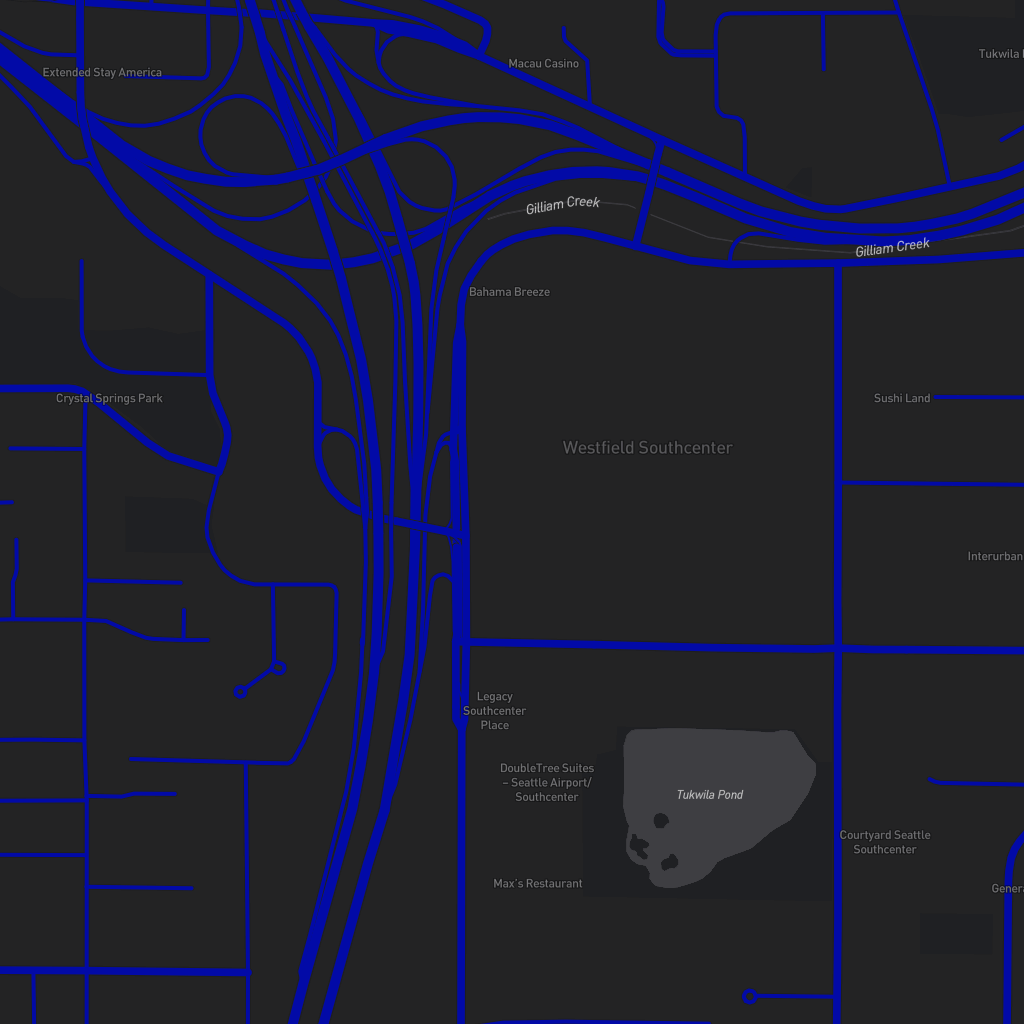 Tukwila
Macau Casino
Extended Stay America
Gilliam Creek
Gilliam Creek
Bahama Breeze
Crystal Springs Park
Sushi Land
Westfield Southcenter
Interurban
Legacy
Southcenter
Place
DoubleTree Suites
– Seattle Airport/
Southcenter
Tukwila Pond
Courtyard Seattle
Southcenter
Max's Restaurant
Genera